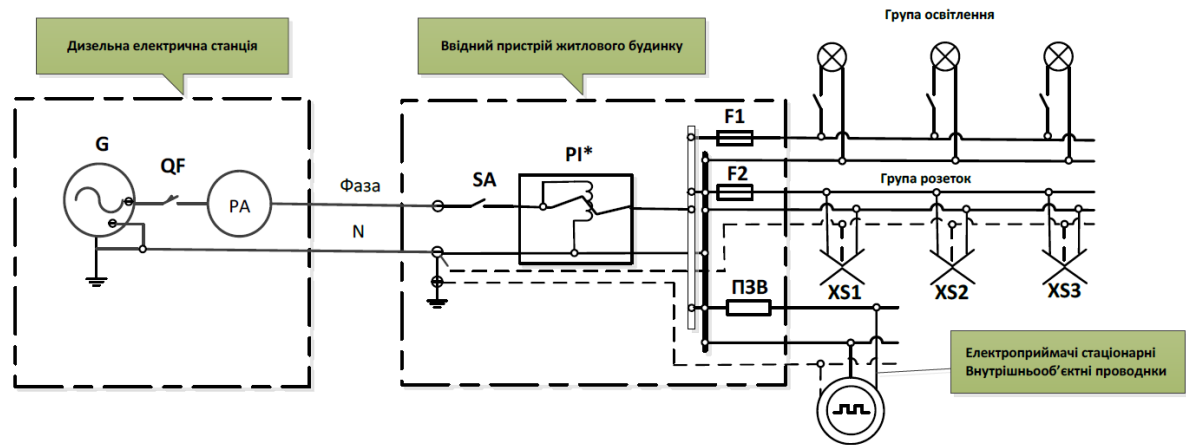 Група освітлення
Дизельна електрична станція
Ввідний пристрій житлового будинку
F1
G
QF
PA
Фаза
N
SA
PI*
F2
Група розеток
XS1
XS2
XS3
ПЗВ
Електроприймачі стаціонарні
Внутрішньооб’єктні проводнки